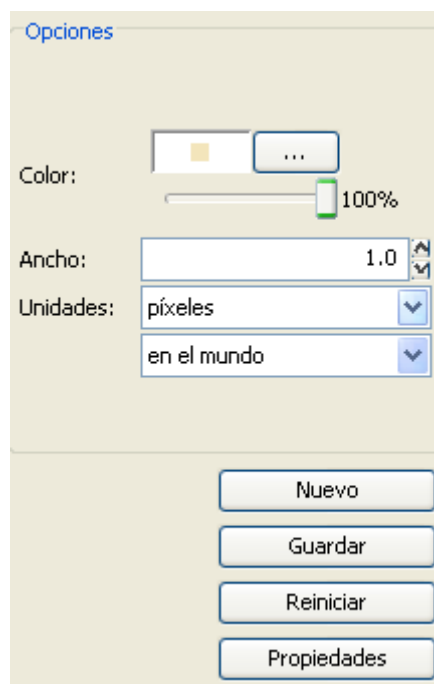 Opciones
Color:
...
100%
Ancho:
1.0
Unidades:
píxeles
en el mundo
Nuevo
Guardar
Reiniciar
Propiedades